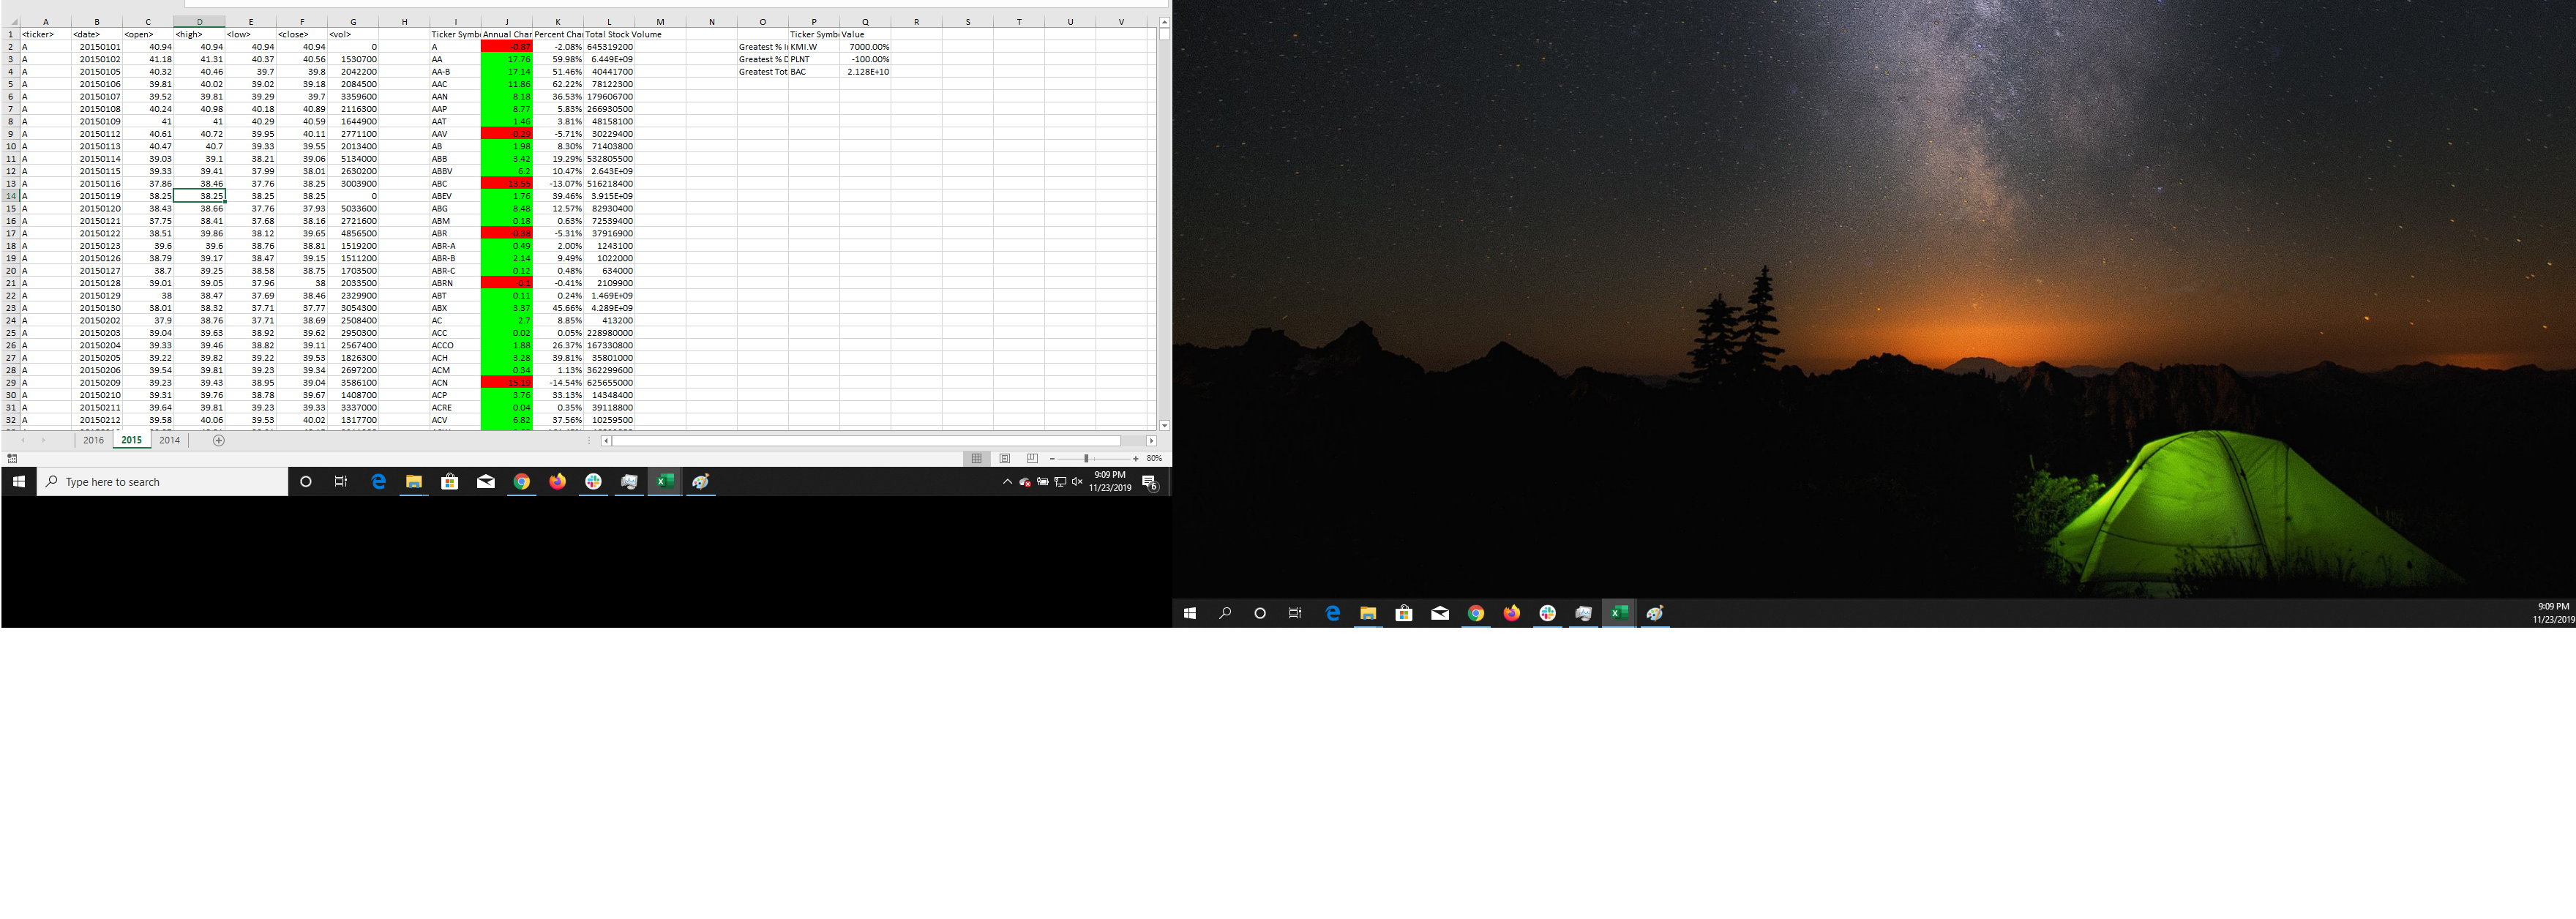 A B C D E F G H I J K L M N O P Q R S T U V
1 <ticker> <date> <open> <high> <low> <close> <vol> Ticker Symb Annual Char Percent Cha Total Stock Volume Ticker Symb Value
2 A 20150101 40.94 40.94 40.94 40.94 0 A -0.87 -2.08% 645319200 Greatest % I KMI.W 7000.00%
3 A 20150102 41.18 41.31 40.37 40.56 1530700 AA 17.76 59.98% 6.449E+09 Greatest % D PLNT -100.00%
4 A 20150105 40.32 40.46 39.7 39.8 2042200 AA-B 17.14 51.46% 40441700 Greatest Tot BAC 2.128E+10
5 A 20150106 39.81 40.02 39.02 39.18 2084500 AAC 11.86 62.22% 78122300
6 A 20150107 39.52 39.81 39.29 39.7 3359600 AAN 8.18 36.53% 179606700
7 A 20150108 40.24 40.98 40.18 40.89 2116300 AAP 8.77 5.83% 266930500
8 A 20150109 41 41 40.29 40.59 1644900 AAT 1.46 3.81% 48158100
9 A 20150112 40.61 40.72 39.95 40.11 2771100 AAV -0.29 -5.71% 30229400
10 A 20150113 40.47 40.7 39.33 39.55 2013400 AB 1.98 8.30% 71403800
11 A 20150114 39.03 39.1 38.21 39.06 5134000 ABB 3.42 19.29% 532805500
12 A 20150115 39.33 39.41 37.99 38.01 2630200 ABBV 6.2 10.47% 2.643E+09
13 A 20150116 37.86 38.46 37.76 38.25 3003900 ABC -13.55 -13.07% 516218400
14 A 20150119 38.25 38.25 38.25 38.25 0 ABEV 1.76 39.46% 3.915E+09
15 A 20150120 38.43 38.66 37.76 37.93 5033600 ABG 8.48 12.57% 82930400
16 A 20150121 37.75 38.41 37.68 38.16 2721600 ABM 0.18 0.63% 72539400
17 A 20150122 38.51 39.86 38.12 39.65 4856500 ABR -0.38 -5.31% 37916900
18 A 20150123 39.6 39.6 38.76 38.81 1519200 ABR-A 0.49 2.00% 1243100
19 A 20150126 38.79 39.17 38.47 39.15 1511200 ABR-B 2.14 9.49% 1022000
20 A 20150127 38.7 39.25 38.58 38.75 1703500 ABR-C 0.12 0.48% 634000
21 A 20150128 39.01 39.05 37.96 38 2033500 ABRN -0.1 -0.41% 2109900
22 A 20150129 38 38.47 37.69 38.46 2329900 ABT 0.11 0.24% 1.469E+09
23 A 20150130 38.01 38.32 37.71 37.77 3054300 ABX 3.37 45.66% 4.289E+09
24 A 20150202 37.9 38.76 37.71 38.69 2508400 AC 2.7 8.85% 413200
25 A 20150203 39.04 39.63 38.92 39.62 2950300 ACC 0.02 0.05% 228980000
26 A 20150204 39.33 39.46 38.82 39.11 2567400 ACCO 1.88 26.37% 167330800
27 A 20150205 39.22 39.82 39.22 39.53 1826300 ACH 3.28 39.81% 35801000
28 A 20150206 39.54 39.81 39.23 39.34 2697200 ACM 0.34 1.13% 362299600
29 A 20150209 39.23 39.43 38.95 39.04 3586100 ACN -15.19 -14.54% 625655000
30 A 20150210 39.31 39.76 38.78 39.67 1408700 ACP 3.76 33.13% 14348400
31 A 20150211 39.64 39.81 39.23 39.33 3337000 ACRE 0.04 0.35% 39118800
32 A 20150212 39.58 40.06 39.53 40.02 1317700 ACV 6.82 37.56% 10259500
2016 2015 2014
80%
Type here to search
9:09 PM
11/23/2019
6
9:09 PM
11/23/2019